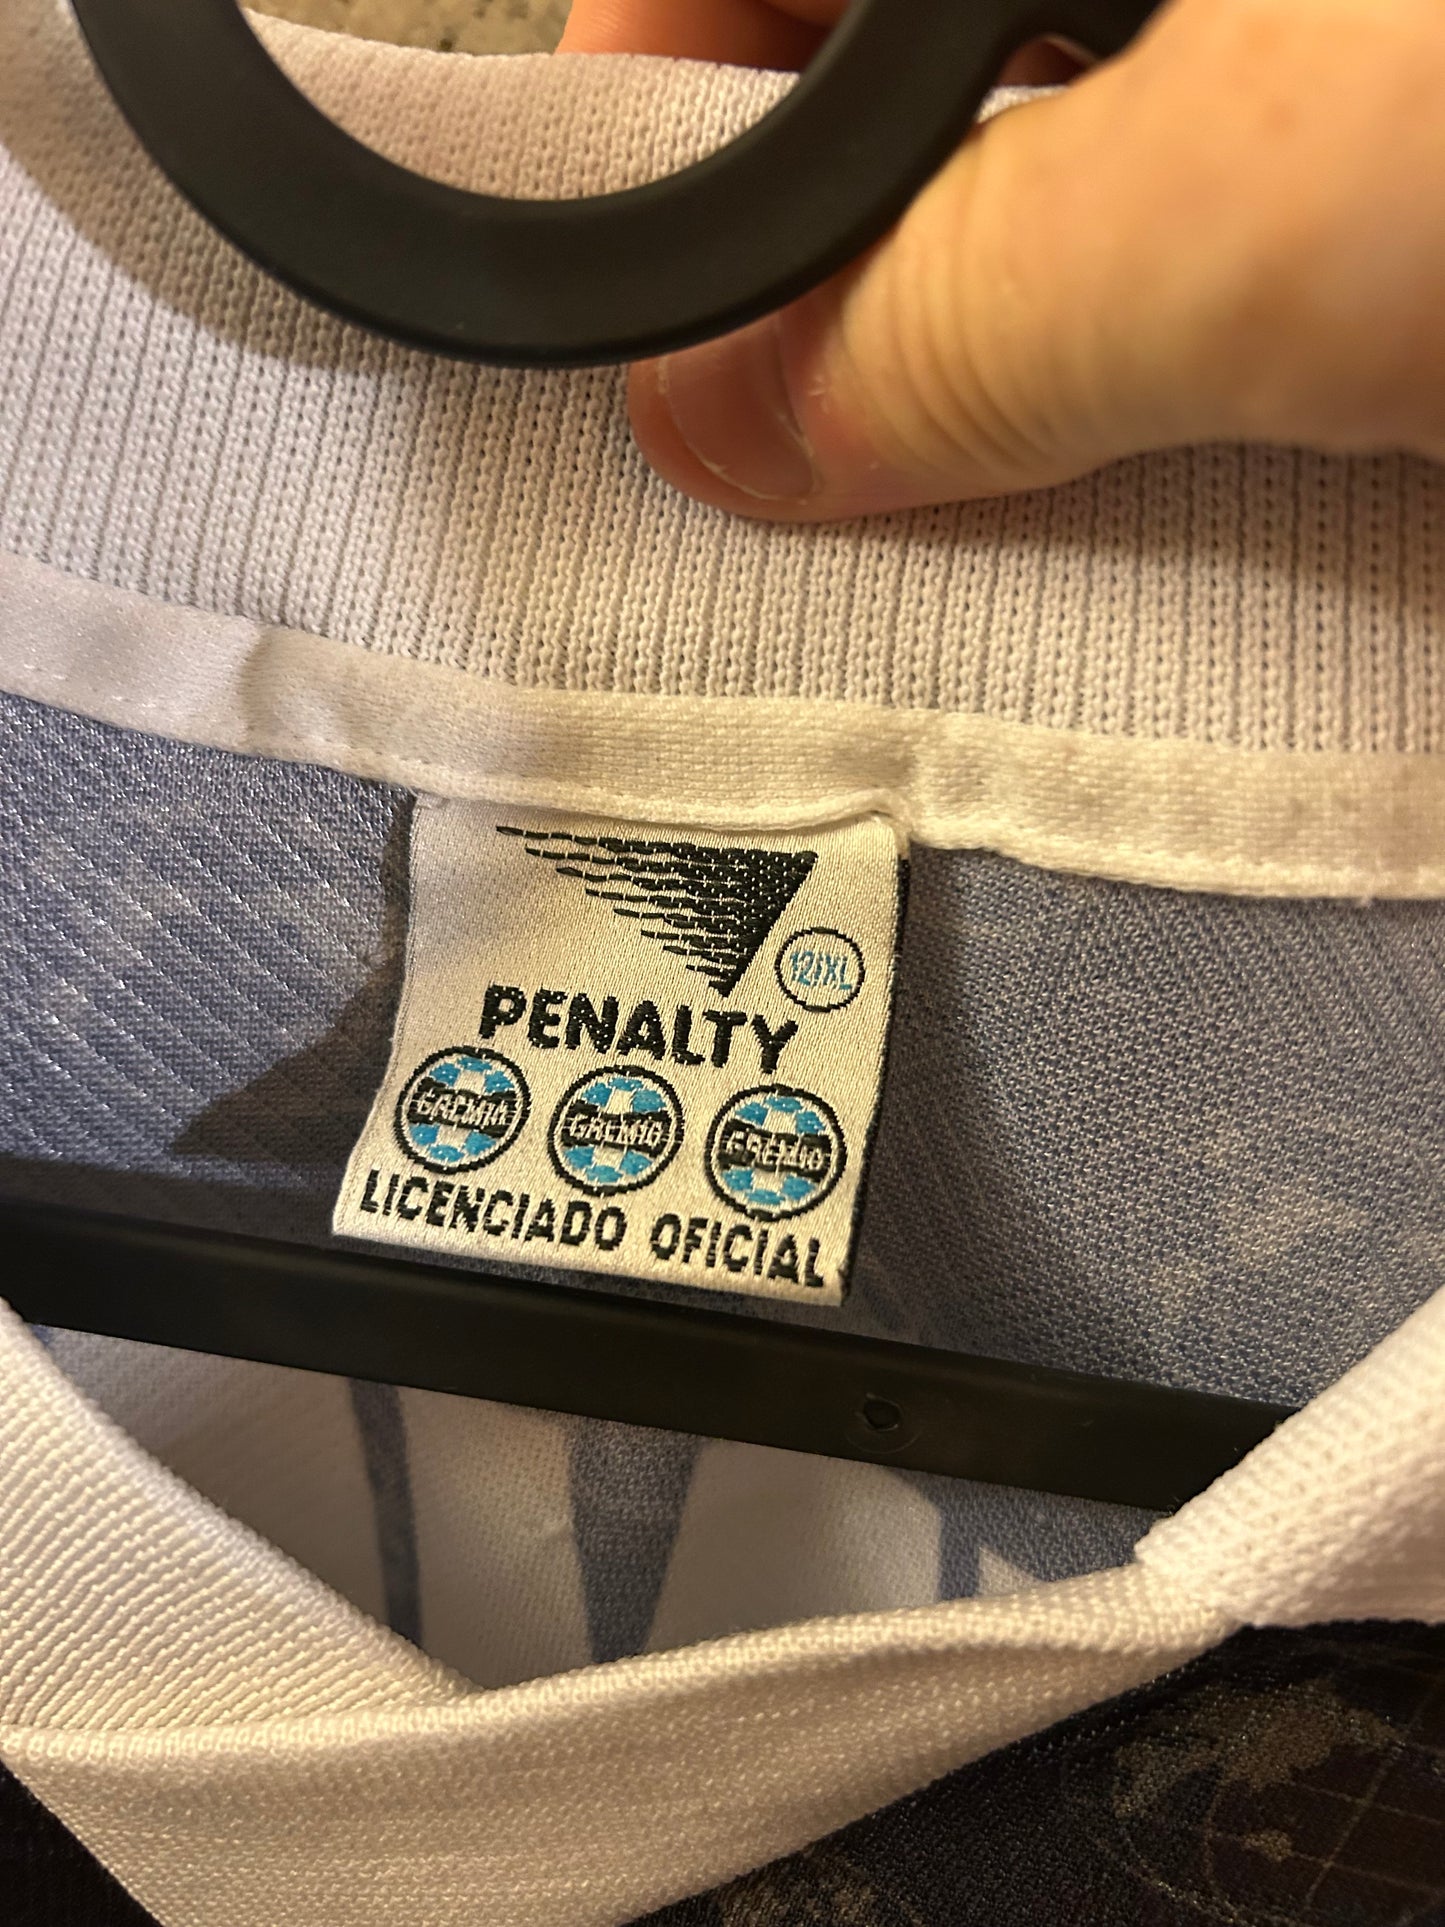 12/XL
PENALTY
GREMIO GREMIO GREMIO
LICENCIADO OFICIAL